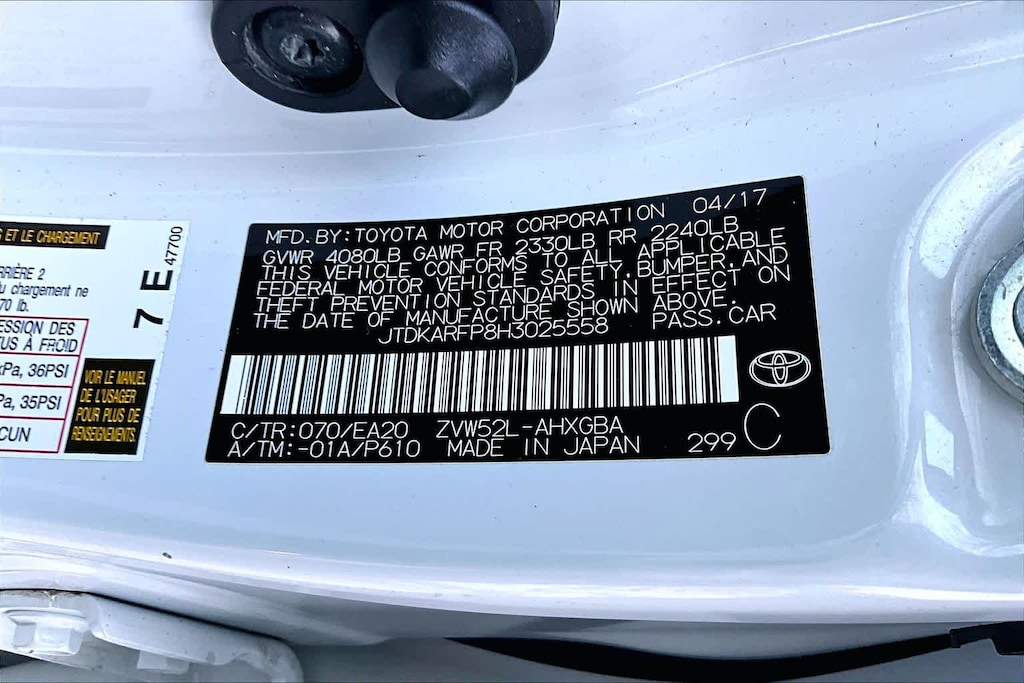 G ET LE CHARGEMENT
RRIÈRE 2
u chargement ne
70 lb.
ESSION DES
US À FROID
kPa, 36PSI
Pa, 35PSI
CUN
7 E
47700
VOIR LE MANUEL
DE L'USAGER
POUR PLUS DE
RENSEIGNEMENTS.
MFD. BY: TOYOTA MOTOR CORPORATION 04/17
GVWR 4080LB GAWR FR 2330LB RR 2240LB
THIS VEHICLE CONFORMS TO ALL APPLICABLE
FEDERAL MOTOR VEHICLE SAFETY, BUMPER, AND
THEFT PREVENTION STANDARDS IN EFFECT ON
THE DATE OF MANUFACTURE SHOWN ABOVE.
JTDKARFP8H3025558 PASS. CAR
C/TR: 070/EA20 ZVW52L-AHXGBA
A/TM: -01A/P610 MADE IN JAPAN 299 C